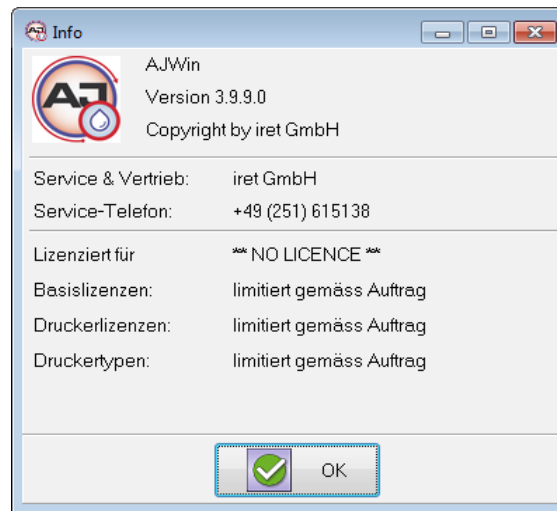 Info
AJ
AJWin
Version 3.9.9.0
Copyright by iret GmbH
Service & Vertrieb: iret GmbH
Service-Telefon: +49 (251) 615138
Lizenziert für ** NO LICENCE **
Basislizenzen: limitiert gemäss Auftrag
Druckerlizenzen: limitiert gemäss Auftrag
Druckertypen: limitiert gemäss Auftrag
OK